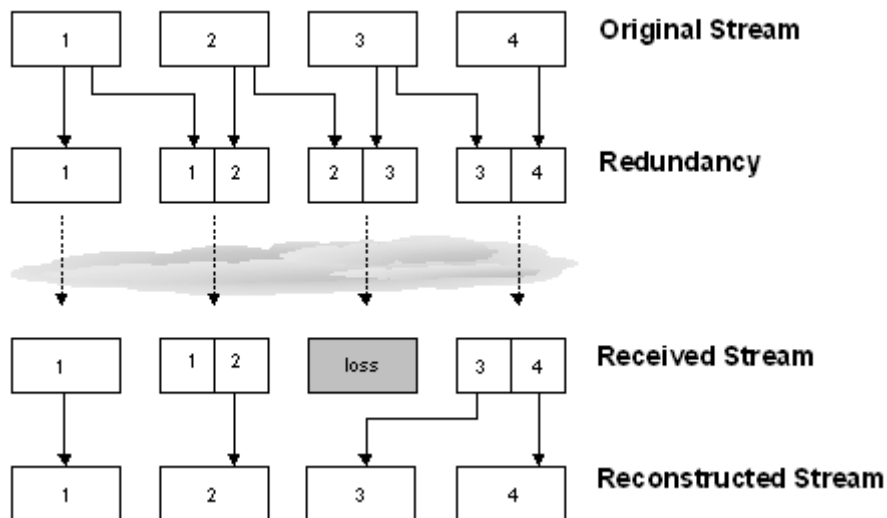 1 2 3 4 Original Stream
1 1 2 2 3 3 4 Redundancy
1 1 2 loss 3 4 Received Stream
1 2 3 4 Reconstructed Stream